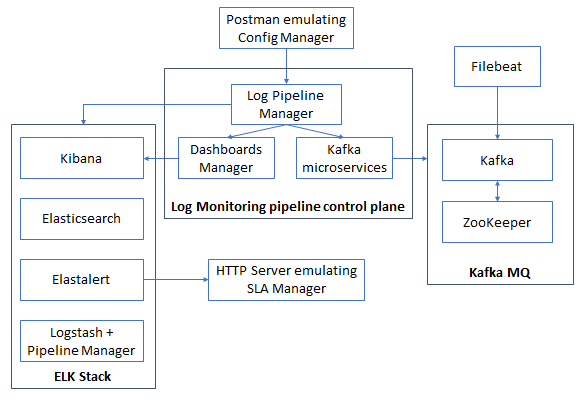 Postman emulating
Config Manager
Filebeat
Log Pipeline
Manager
Kibana
Dashboards
Manager
Kafka
microservices
Kafka
Log Monitoring pipeline control plane
Elasticsearch
ZooKeeper
Kafka MQ
Elastalert
HTTP Server emulating
SLA Manager
Logstash +
Pipeline Manager
ELK Stack